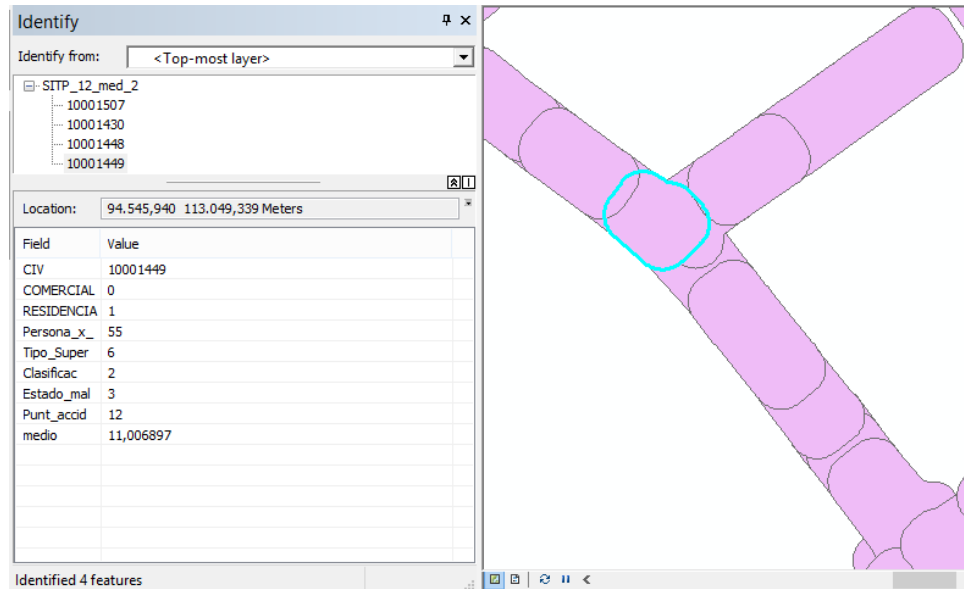 Identify
Identify from: <Top-most layer>
SITP_12_med_2
10001507
10001430
10001448
10001449
Location: 94.545,940 113.049,339 Meters
Field Value
CIV 10001449
COMERCIAL 0
RESIDENCIA 1
Persona_x_ 55
Tipo_Super 6
Clasificac 2
Estado_mal 3
Punt_accid 12
medio 11,006897
Identified 4 features